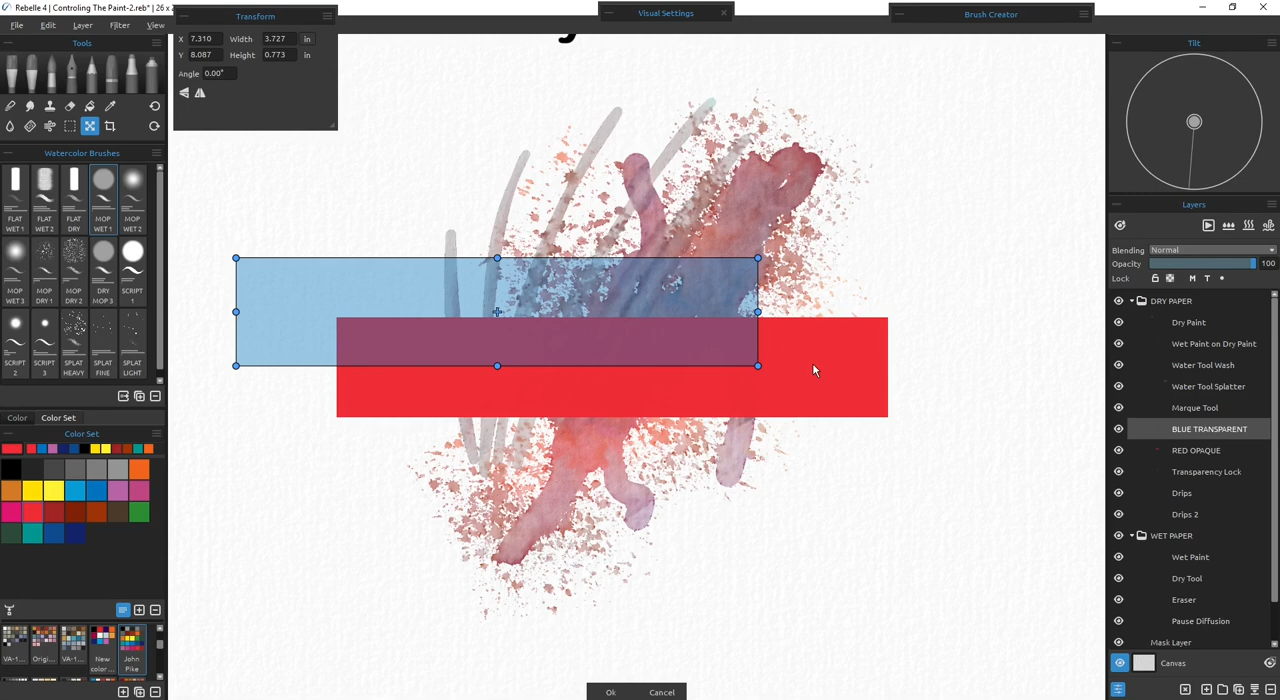 Rebelle 4 | Controling The Paint-2.reb* | 26 x 2
File Edit Layer Filter View
Tools
Transform
X 7.310 Width 3.727 in
Y 8.087 Height 0.773 in
Angle 0.00°
Visual Settings
Brush Creator
Watercolor Brushes
FLAT WET 1
FLAT WET 2
FLAT DRY
MOP WET 1
MOP WET 2
MOP WET 3
MOP DRY 1
MOP DRY 2
DRY MOP 3
SCRIPT 1
SCRIPT 2
SCRIPT 3
SPLAT HEAVY
SPLAT FINE
SPLAT LIGHT
Color Color Set
Color Set
VA-1...
Origi...
VA-1...
New color...
John Pike
Ok Cancel
Tilt
Layers
Blending Normal
Opacity 100
Lock M T
DRY PAPER
Dry Paint
Wet Paint on Dry Paint
Water Tool Wash
Water Tool Splatter
Marque Tool
BLUE TRANSPARENT
RED OPAQUE
Transparency Lock
Drips
Drips 2
WET PAPER
Wet Paint
Dry Tool
Eraser
Pause Diffusion
Mask Layer
Canvas